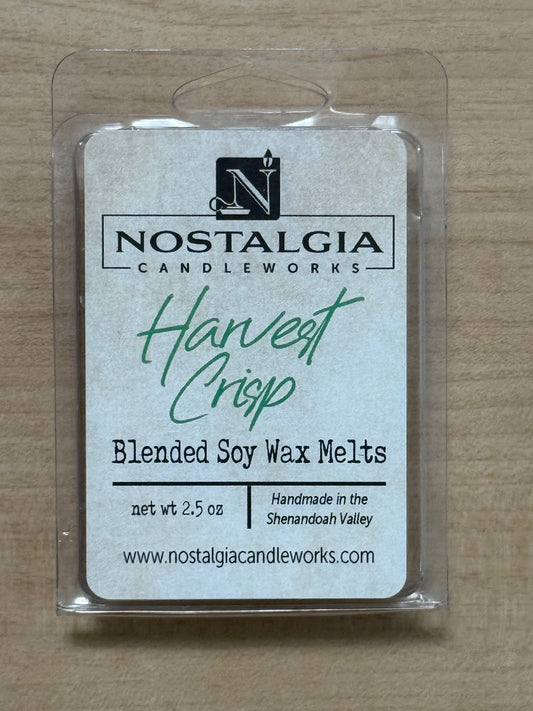 N
NOSTALGIA
CANDLEWORKS
Harvest
Crisp
Blended Soy Wax Melts
net wt 2.5 oz
Handmade in the
Shenandoah Valley
www.nostalgiacandleworks.com